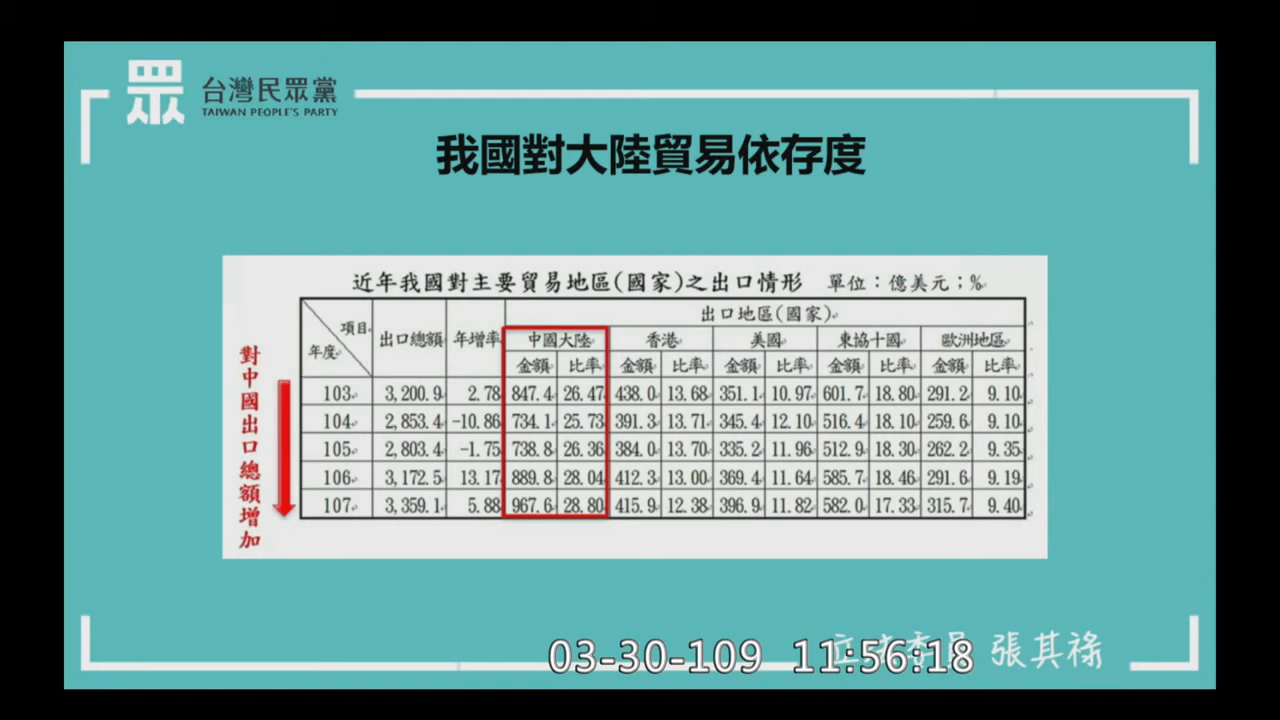 眾 台灣民眾黨
TAIWAN PEOPLE'S PARTY
我國對大陸貿易依存度
近年我國對主要貿易地區(國家)之出口情形 單位：億美元；%
項目 年度 出口總額 年增率 出口地區(國家)
中國大陸 香港 美國 東協十國 歐洲地區
金額 比率 金額 比率 金額 比率 金額 比率 金額 比率
103 3,200.9 2.78 847.4 26.47 438.0 13.68 351.1 10.97 601.7 18.80 291.2 9.10
104 2,853.4 -10.86 734.1 25.73 391.3 13.71 345.4 12.10 516.4 18.10 259.6 9.10
105 2,803.4 -1.75 738.8 26.36 384.0 13.70 335.2 11.96 512.9 18.30 262.2 9.35
106 3,172.5 13.17 889.8 28.04 412.3 13.00 369.4 11.64 585.7 18.46 291.6 9.19
107 3,359.1 5.88 967.6 28.80 415.9 12.38 396.9 11.82 582.0 17.33 315.7 9.40
對中國出口總額增加
立法委員 張其祿
03-30-109 11:56:18